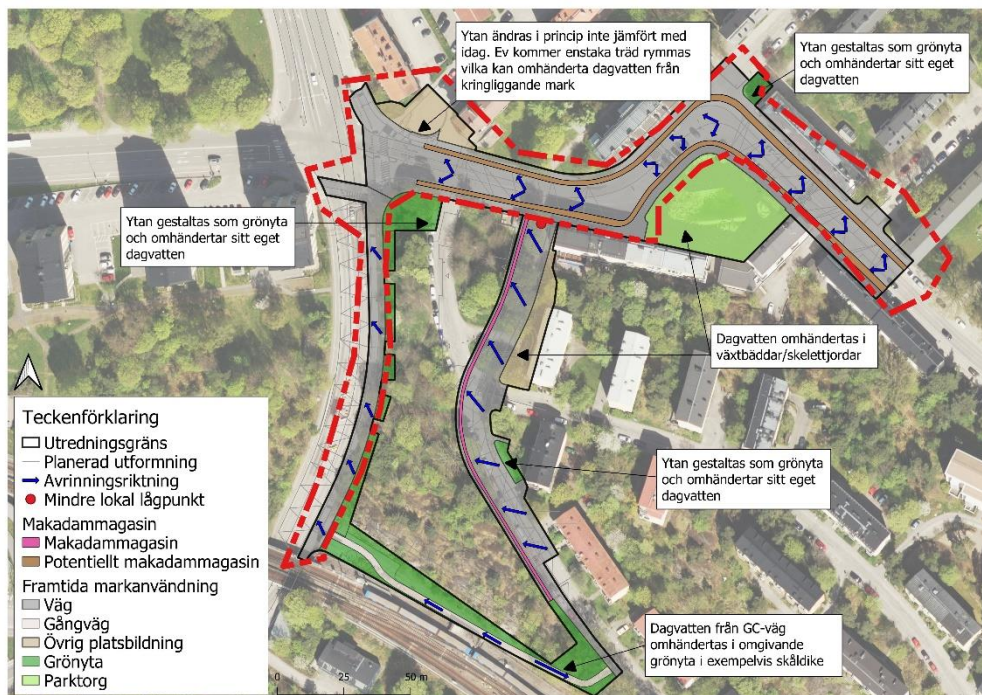 Ytan ändras i princip inte jämfört med
idag. Ev kommer enstaka träd rymmas
vilka kan omhänderta dagvatten från
kringliggande mark
Ytan gestaltas som grönyta
och omhändertar sitt eget
dagvatten
Ytan gestaltas som grönyta
och omhändertar sitt eget
dagvatten
Dagvatten omhändertas i
växtbäddar/skelettjordar
Ytan gestaltas som grönyta
och omhändertar sitt eget
dagvatten
Dagvatten från GC-väg
omhändertas i omgivande
grönyta i exempelvis skåldike
Teckenförklaring
Utredningsgräns
Planerad utformning
Avrinningsriktning
Mindre lokal lågpunkt
Makadammagasin
Makadammagasin
Potentiellt makadammagasin
Framtida markanvändning
Väg
Gångväg
Övrig platsbildning
Grönyta
Parktorg
0 25 50 m